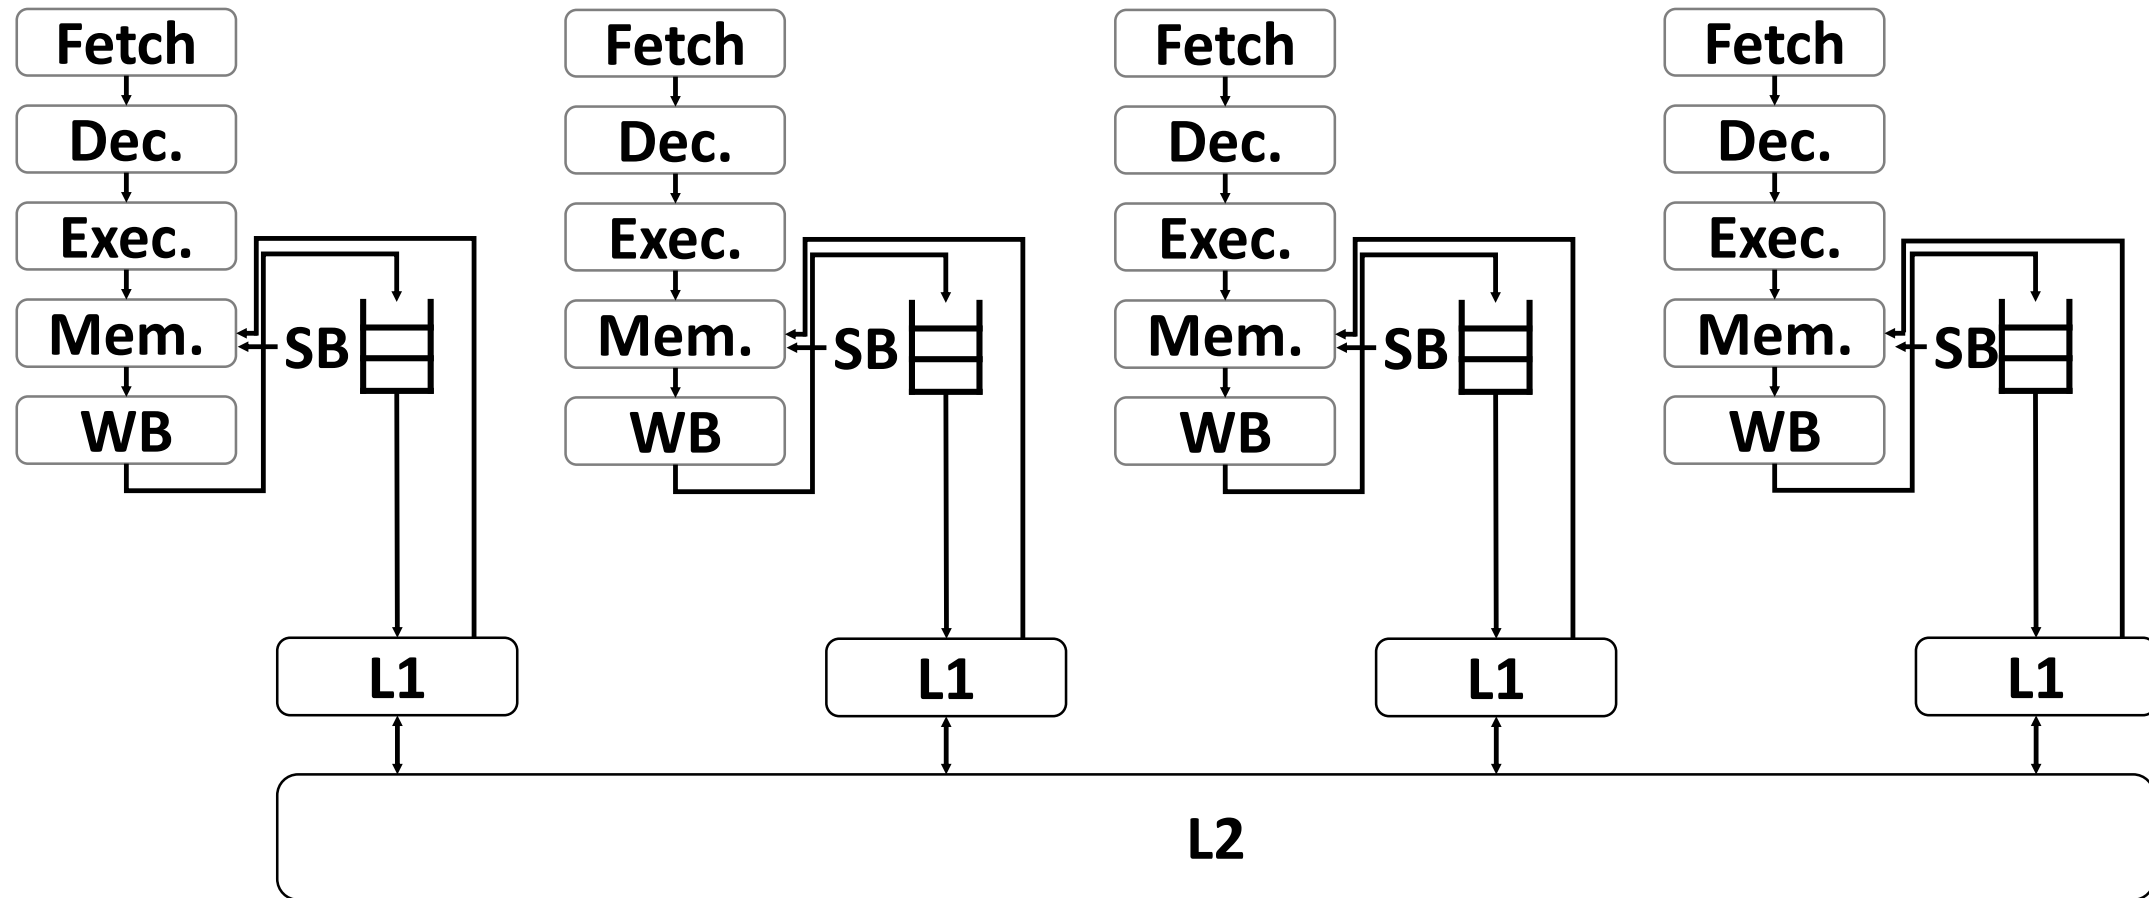 Fetch
Dec.
Exec.
Mem.
WB
SB
L1
Fetch
Dec.
Exec.
Mem.
WB
SB
L1
Fetch
Dec.
Exec.
Mem.
WB
SB
L1
Fetch
Dec.
Exec.
Mem.
WB
SB
L1
L2